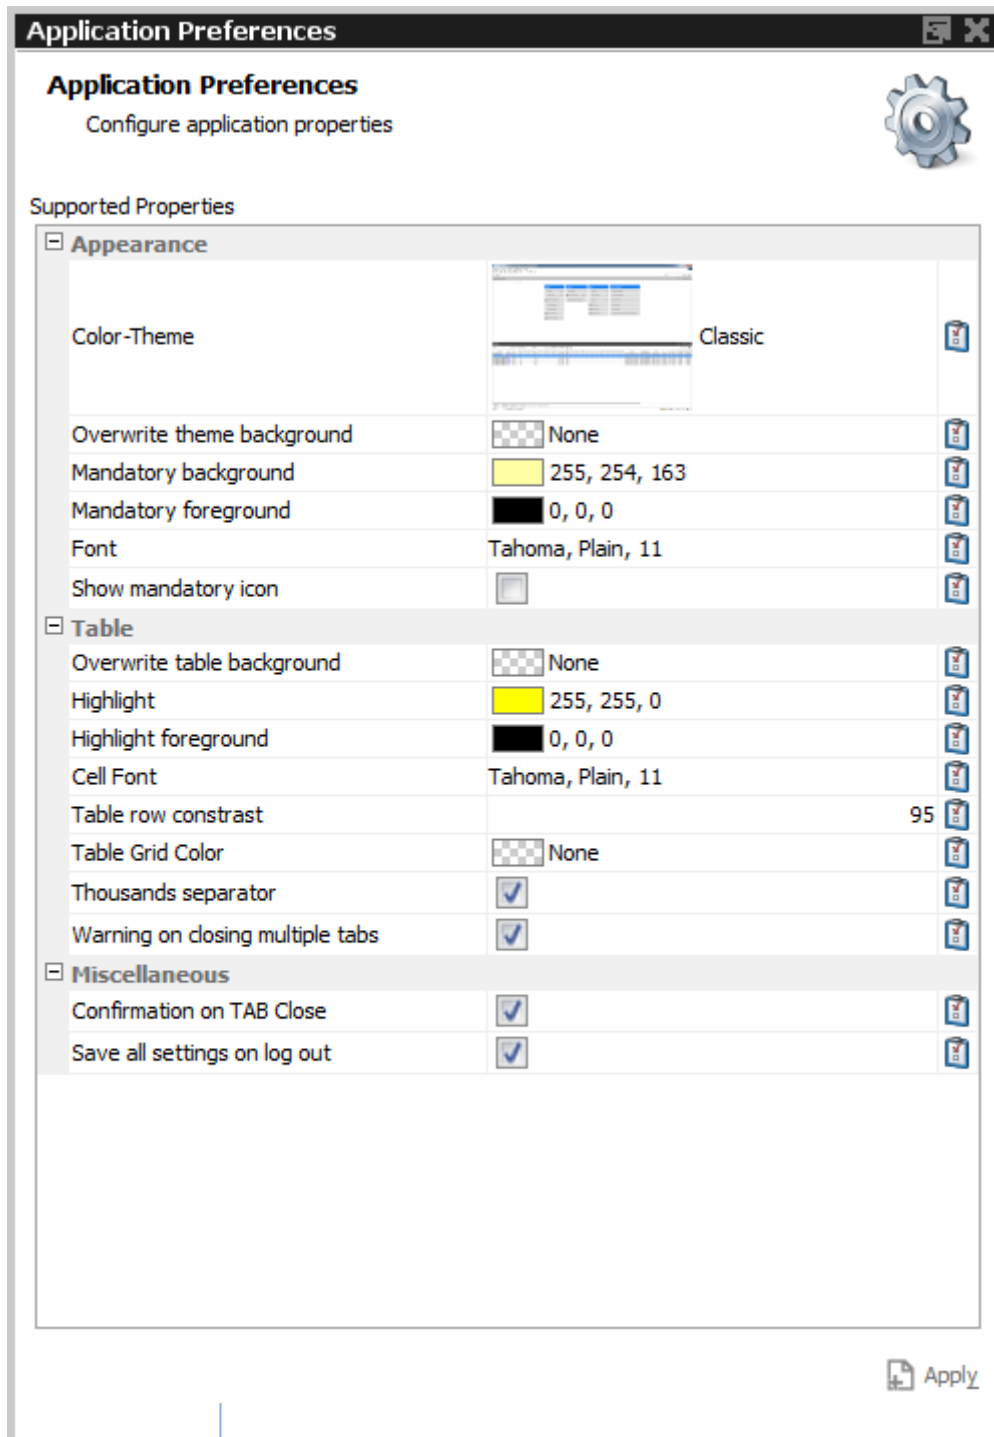 Application Preferences
Application Preferences
Configure application properties
Supported Properties
Appearance
Color-Theme Classic
Overwrite theme background None
Mandatory background 255, 254, 163
Mandatory foreground 0, 0, 0
Font Tahoma, Plain, 11
Show mandatory icon
Table
Overwrite table background None
Highlight 255, 255, 0
Highlight foreground 0, 0, 0
Cell Font Tahoma, Plain, 11
Table row constrast 95
Table Grid Color None
Thousands separator
Warning on closing multiple tabs
Miscellaneous
Confirmation on TAB Close
Save all settings on log out
Apply